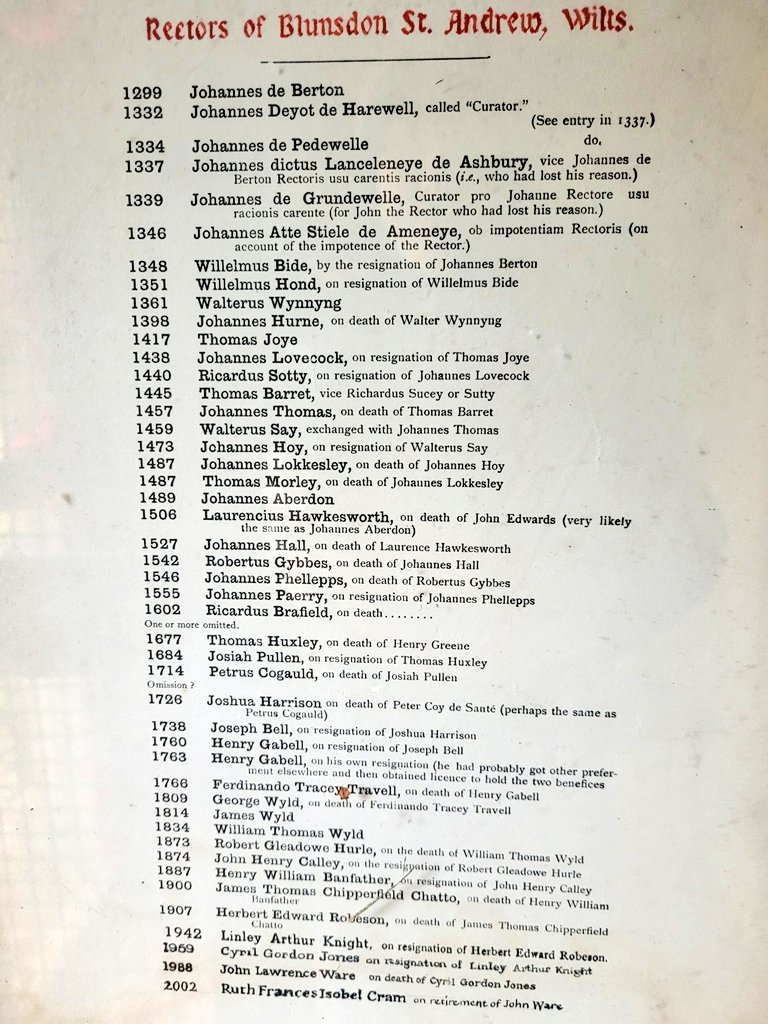 Rectors of Blunsdon St. Andrew, Wilts.
1299 Johannes de Berton
1332 Johannes Deyot de Harewell, called "Curator."
(See entry in 1337.)
1334 Johannes de Pedewelle do.
1337 Johannes dictus Lanceleneye de Ashbury, vice Johannes de
Berton Rectoris usu carentis racionis (i.e., who had lost his reason.)
1339 Johannes de Grundewelle, Curator pro Johanne Rectore usu
racionis carente (for John the Rector who had lost his reason.)
1346 Johannes Atte Stiele de Ameneye, ob impotentiam Rectoris (on
account of the impotence of the Rector.)
1348 Willelmus Bide, by the resignation of Johannes Berton
1351 Willelmus Hond, on resignation of Willelmus Bide
1361 Walterus Wynnyng
1398 Johannes Hurne, on death of Walter Wynnyng
1417 Thomas Joye
1438 Johannes Lovecock, on resignation of Thomas Joye
1440 Ricardus Sotty, on resignation of Johannes Lovecock
1445 Thomas Barret, vice Richardus Sucey or Sutty
1457 Johannes Thomas, on death of Thomas Barret
1459 Walterus Say, exchanged with Johannes Thomas
1473 Johannes Hoy, on resignation of Walterus Say
1487 Johannes Lokkesley, on death of Johannes Hoy
1487 Thomas Morley, on death of Johannes Lokkesley
1489 Johannes Aberdon
1506 Laurencius Hawkesworth, on death of John Edwards (very likely
the same as Johannes Aberdon)
1527 Johannes Hall, on death of Laurence Hawkesworth
1542 Robertus Gybbes, on death of Johannes Hall
1546 Johannes Phellepps, on death of Robertus Gybbes
1555 Johannes Paerry, on resignation of Johannes Phellepps
1602 Ricardus Brafield, on death........
One or more omitted.
1677 Thomas Huxley, on death of Henry Greene
1684 Josiah Pullen, on resignation of Thomas Huxley
1714 Petrus Cogauld, on death of Josiah Pullen
Omission ?
1726 Joshua Harrison on death of Peter Coy de Santé (perhaps the same as
Petrus Cogauld)
1738 Joseph Bell, on resignation of Joshua Harrison
1760 Henry Gabell, on resignation of Joseph Bell
1763 Henry Gabell, on his own resignation (he had probably got other prefer-
ment elsewhere and then obtained licence to hold the two benefices
1766 Ferdinando Tracey Travell, on death of Henry Gabell
1809 George Wyld, on death of Ferdinando Tracey Travell
1814 James Wyld
1834 William Thomas Wyld
1873 Robert Gleadowe Hurle, on the death of William Thomas Wyld
1874 John Henry Calley, on the resignation of Robert Gleadowe Hurle
1887 Henry William Banfather, on resignation of John Henry Calley
1900 James Thomas Chipperfield Chatto, on death of Henry William
Banfather
1907 Herbert Edward Robeson, on death of James Thomas Chipperfield
Chatto
1942 Linley Arthur Knight, on resignation of Herbert Edward Robeson.
1969 Cyril Gordon Jones on resignation of Linley Arthur Knight
1988 John Lawrence Ware on death of Cyril Gordon Jones
2002 Ruth Frances Isobel Cram on retirement of John Ware